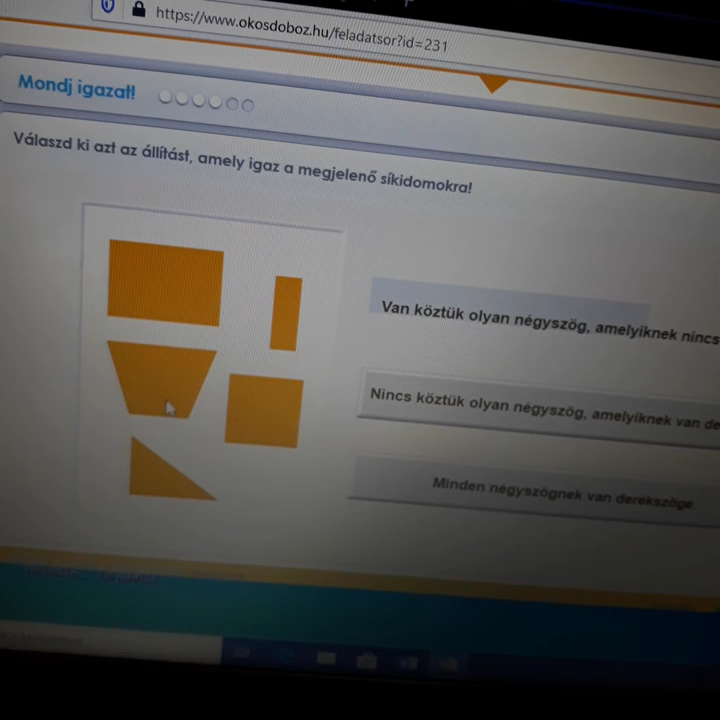 https://www.okosdoboz.hu/feladatsor?id=231
Mondj igazat!
Válaszd ki azt az állítást, amely igaz a megjelenő síkidomokra!
Van köztük olyan négyszög, amelyiknek nincs
Nincs köztük olyan négyszög, amelyiknek van de
Minden négyszögnek van derékszöge.